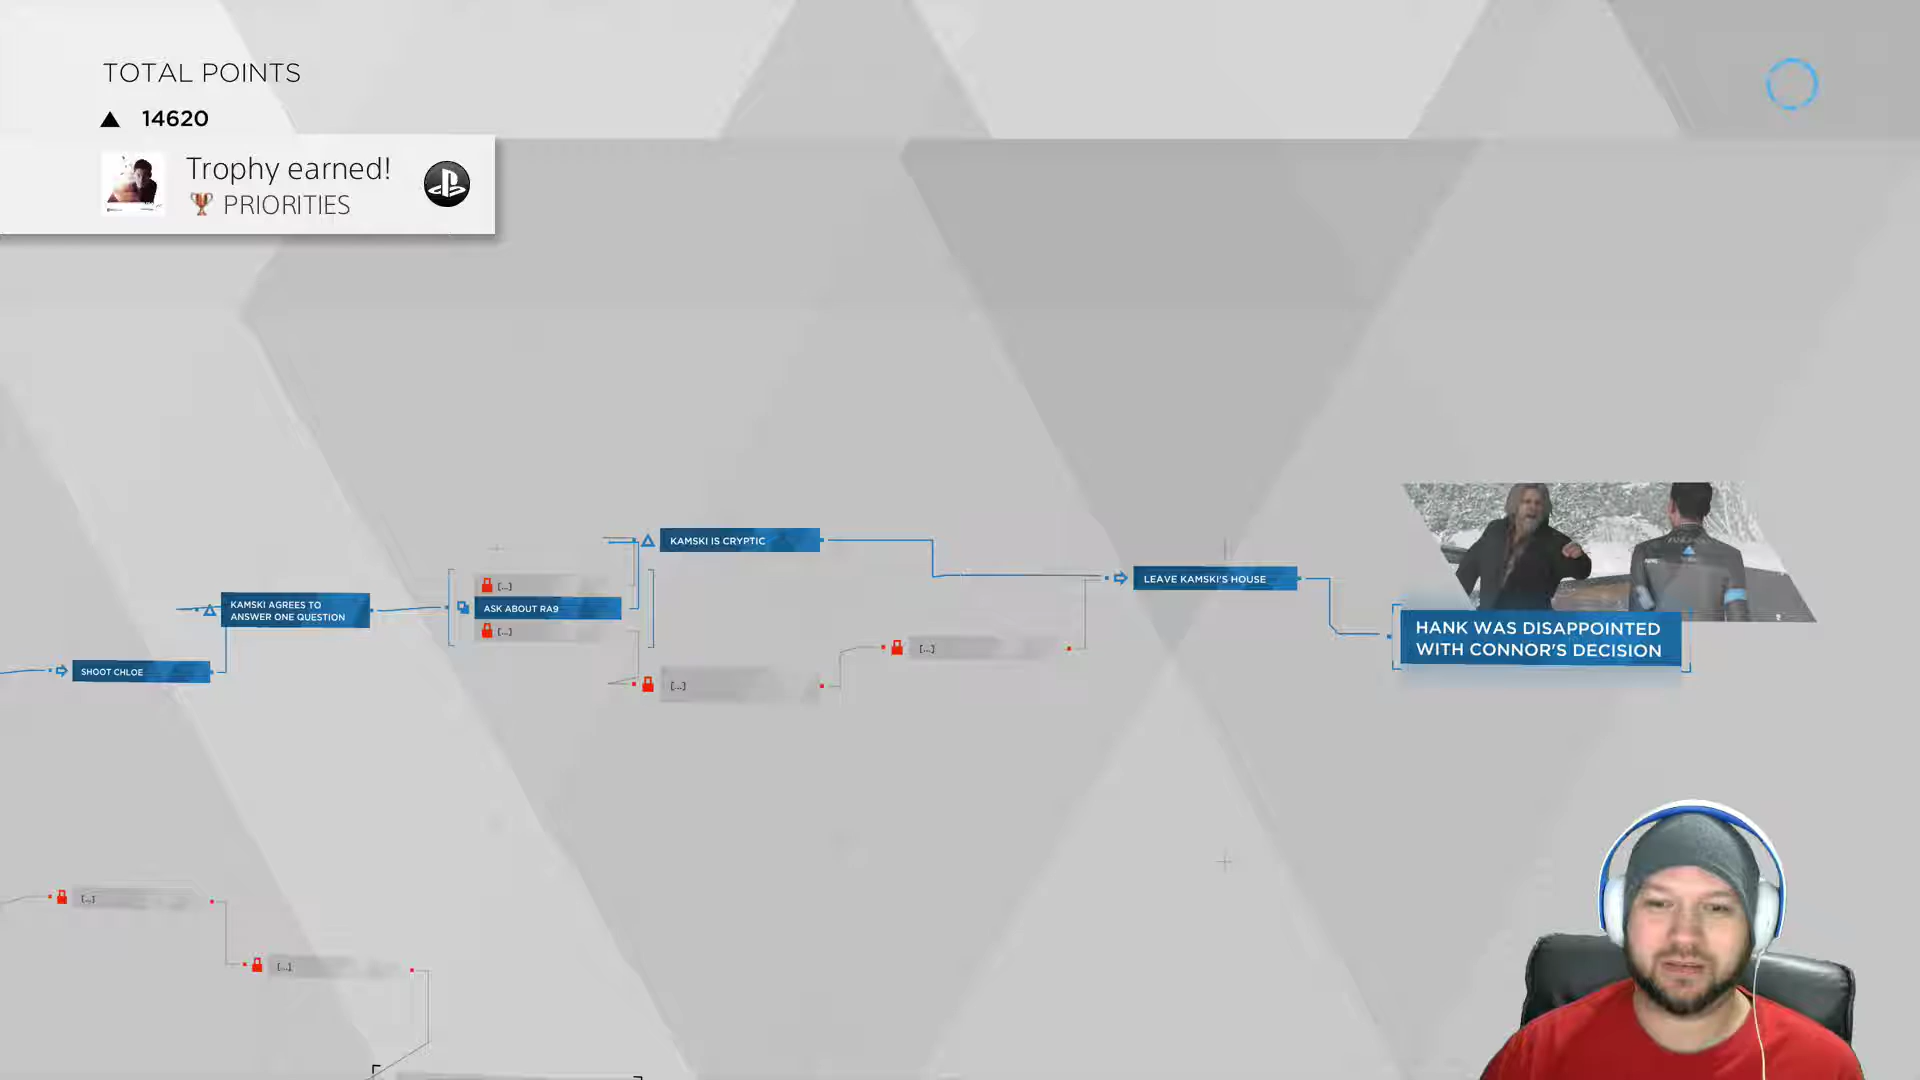 TOTAL POINTS
14620
Trophy earned!
PRIORITIES
KAMSKI IS CRYPTIC
[...]
KAMSKI AGREES TO
ANSWER ONE QUESTION
ASK ABOUT RA9
[...]
LEAVE KAMSKI'S HOUSE
SHOOT CHLOE
[...]
[...]
HANK WAS DISAPPOINTED
WITH CONNOR'S DECISION
[...]
[...]